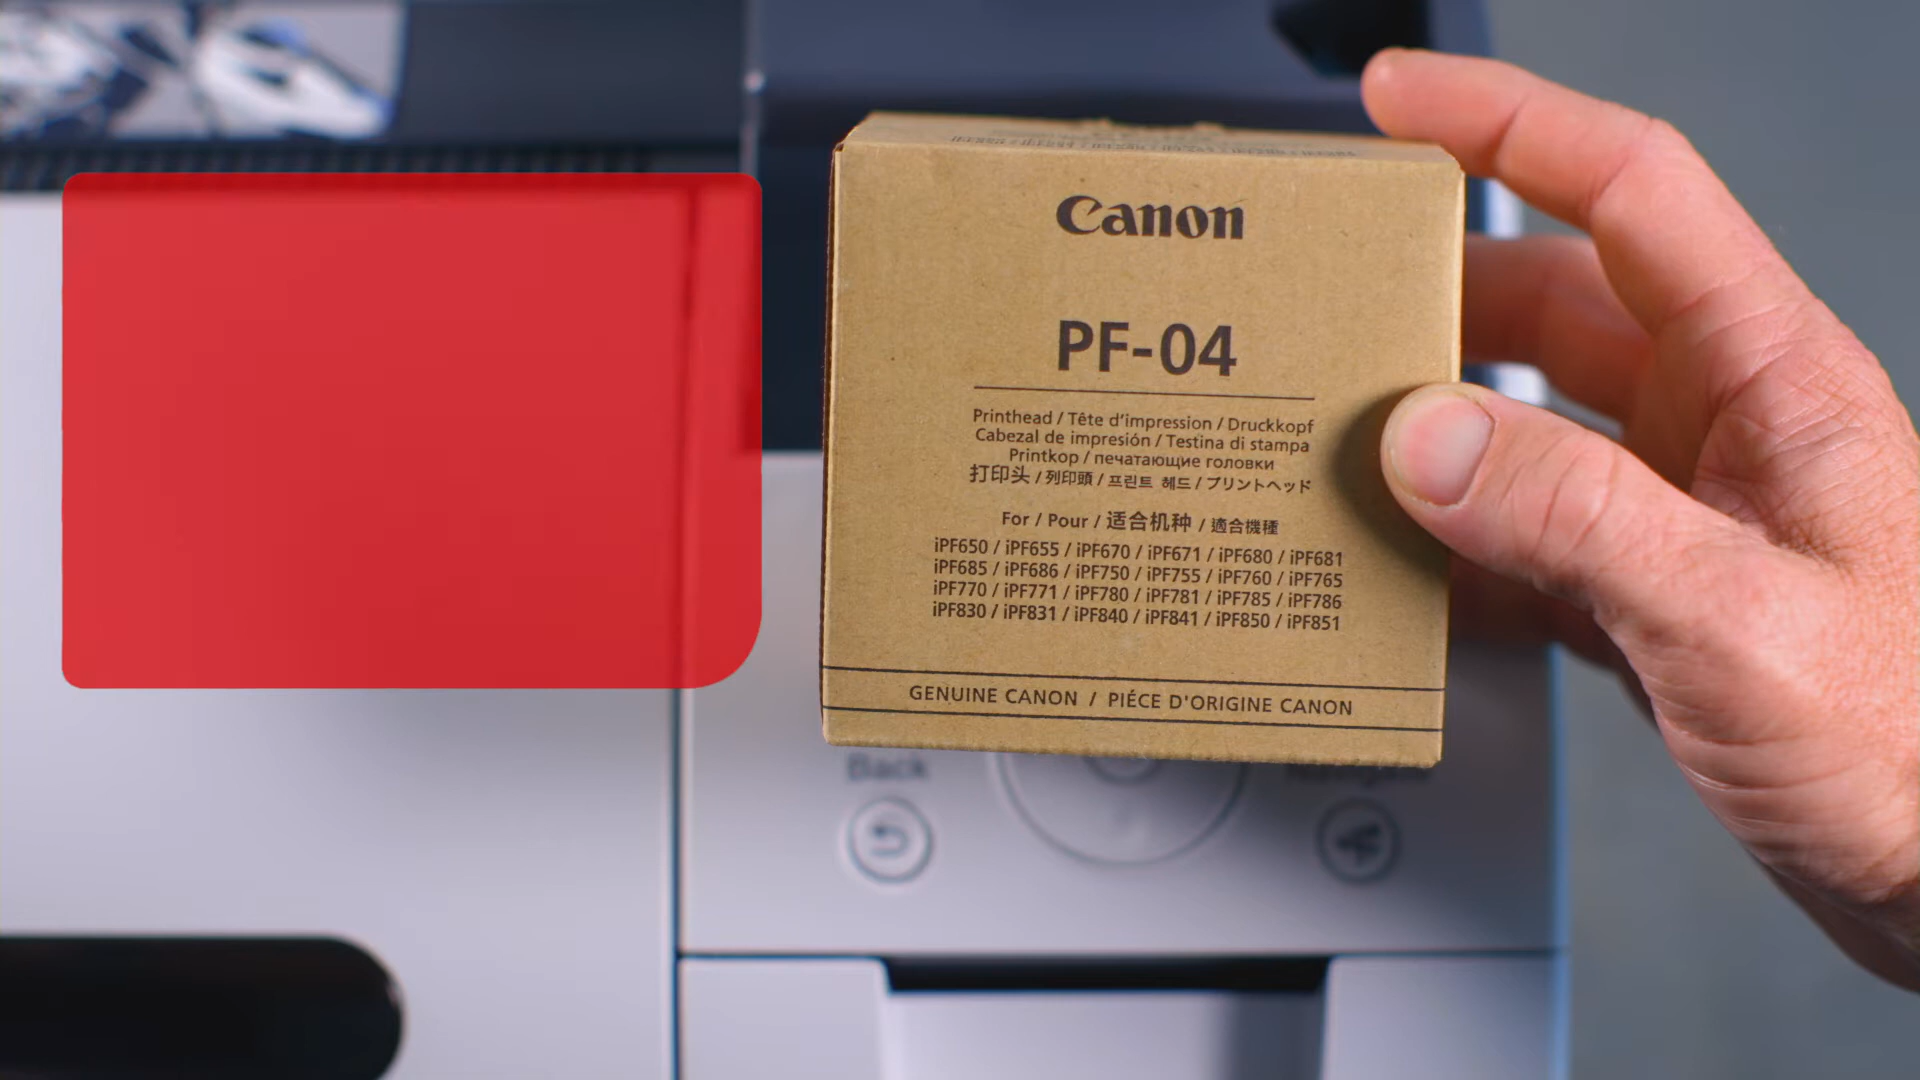 Canon
PF-04
Printhead / Tête d'impression / Druckkopf
Cabezal de impresión / Testina di stampa
Printkop / печатающие головки
打印头 / 列印頭 / 프린트 헤드 / プリントヘッド
For / Pour / 适合机种 / 適合機種
iPF650 / iPF655 / iPF670 / iPF671 / iPF680 / iPF681
iPF685 / iPF686 / iPF750 / iPF755 / iPF760 / iPF765
iPF770 / iPF771 / iPF780 / iPF781 / iPF785 / iPF786
iPF830 / iPF831 / iPF840 / iPF841 / iPF850 / iPF851
GENUINE CANON / PIÉCE D'ORIGINE CANON
Back